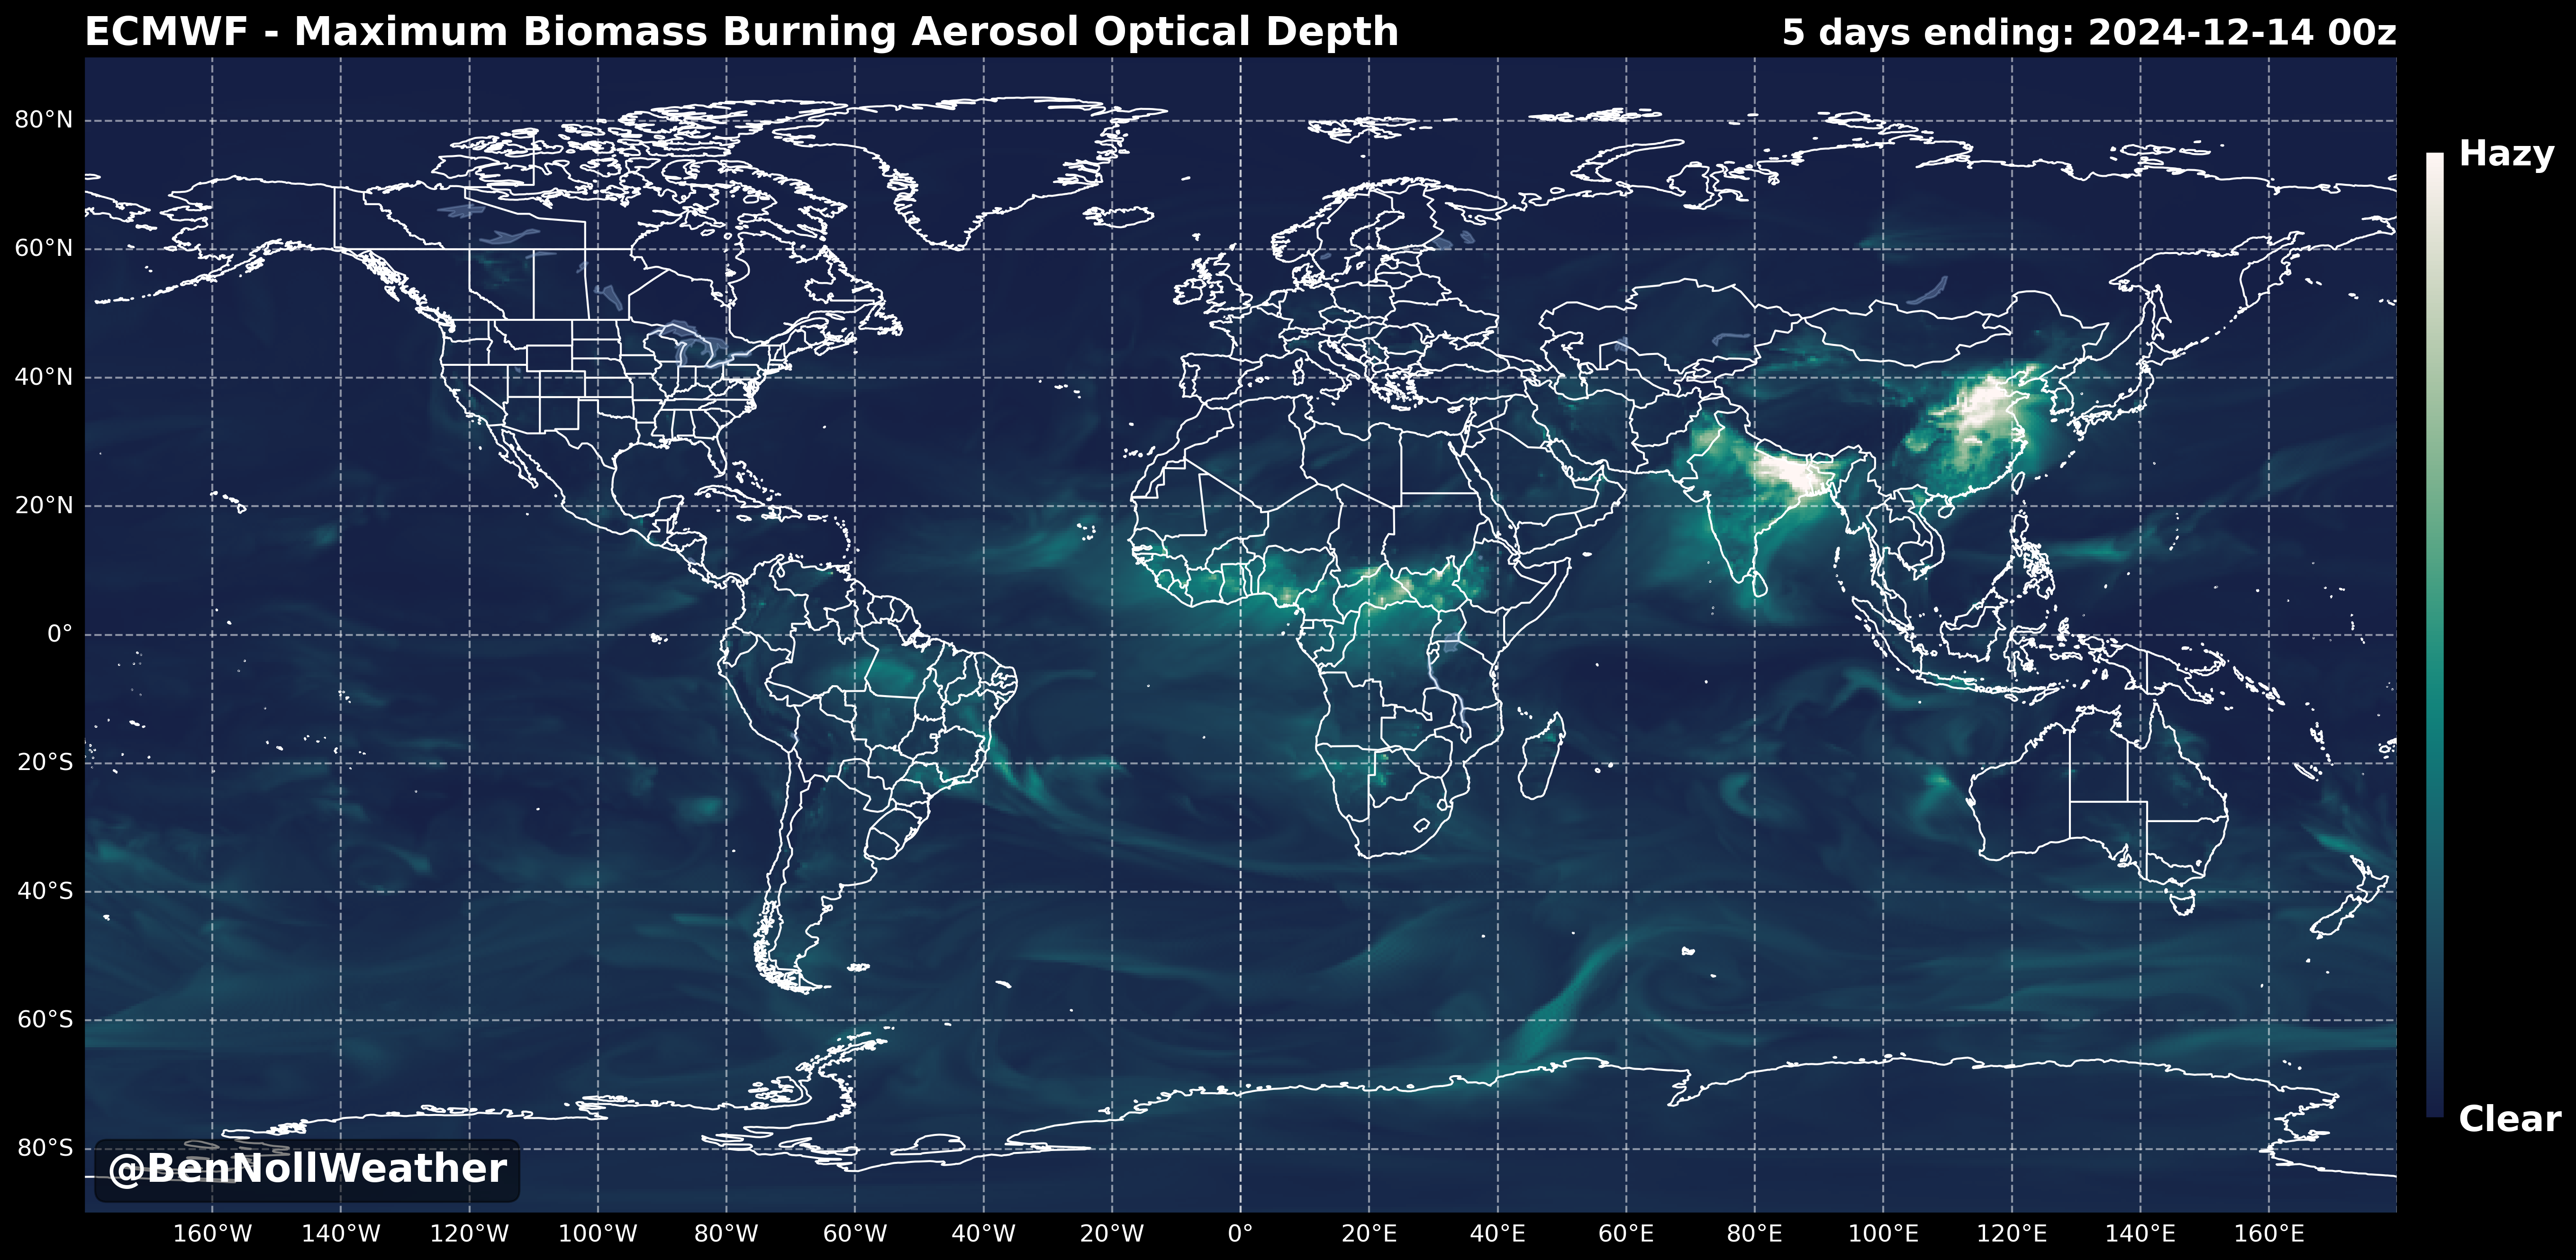 ECMWF - Maximum Biomass Burning Aerosol Optical Depth
5 days ending: 2024-12-14 00z
Hazy
80°N
60°N
40°N
20°N
0°
20°S
40°S
60°S
80°S
Clear
@BenNollWeather
160°W 140°W 120°W 100°W 80°W 60°W 40°W 20°W 0° 20°E 40°E 60°E 80°E 100°E 120°E 140°E 160°E